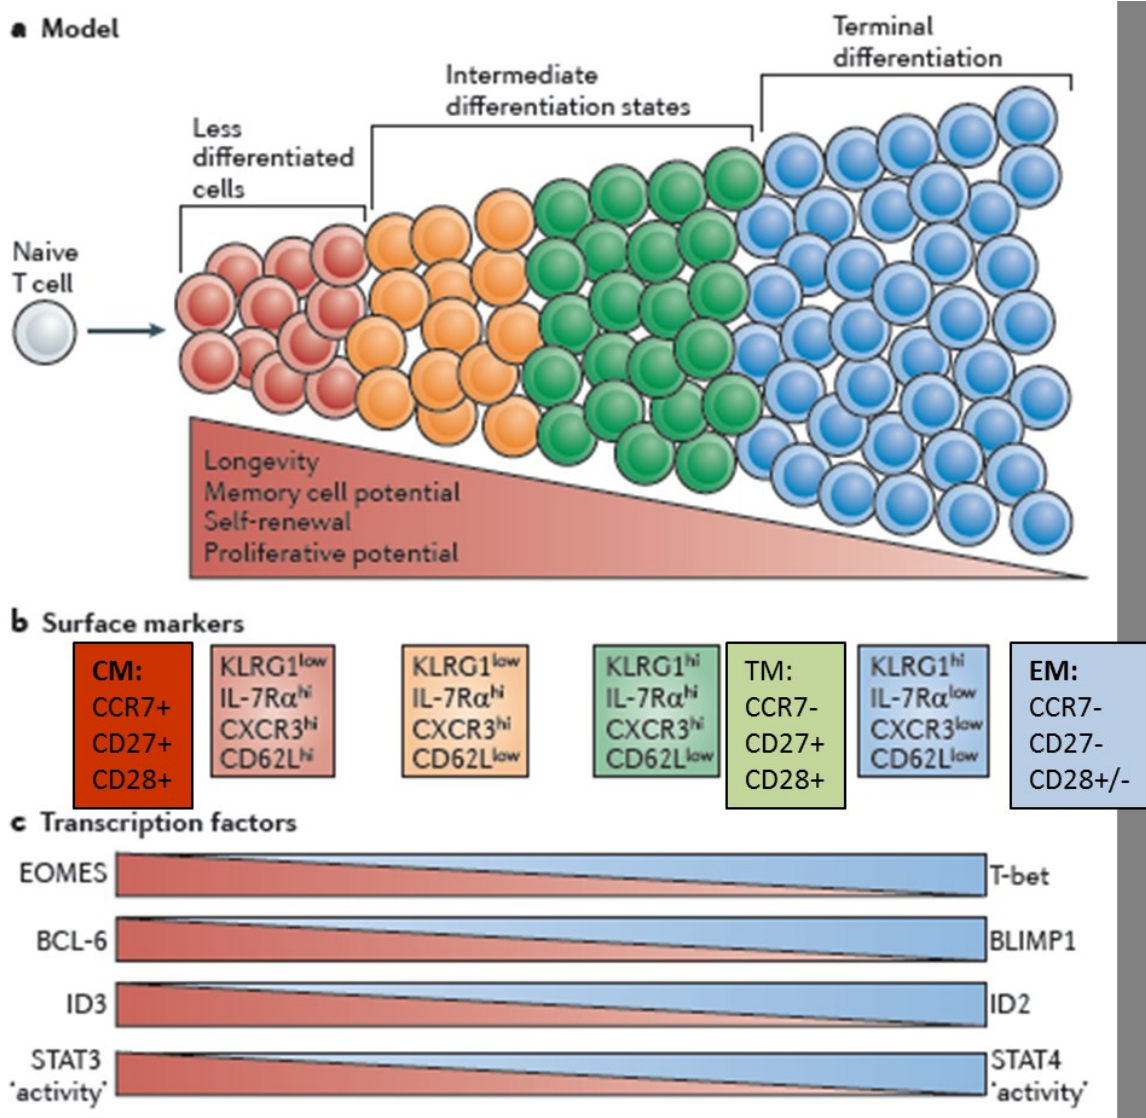 a Model
Terminal
differentiation
Intermediate
differentiation states
Less
differentiated
cells
Naive
T cell
Longevity
Memory cell potential
Self-renewal
Proliferative potential
b Surface markers
CM:
CCR7+
CD27+
CD28+
KLRG1low
IL-7Rαhi
CXCR3hi
CD62Lhi
KLRG1low
IL-7Rαhi
CXCR3hi
CD62Llow
KLRG1hi
IL-7Rαhi
CXCR3hi
CD62Llow
TM:
CCR7-
CD27+
CD28+
KLRG1hi
IL-7Rαlow
CXCR3low
CD62Llow
EM:
CCR7-
CD27-
CD28+/-
c Transcription factors
EOMES
T-bet
BCL-6
BLIMP1
ID3
ID2
STAT3
'activity'
STAT4
'activity'